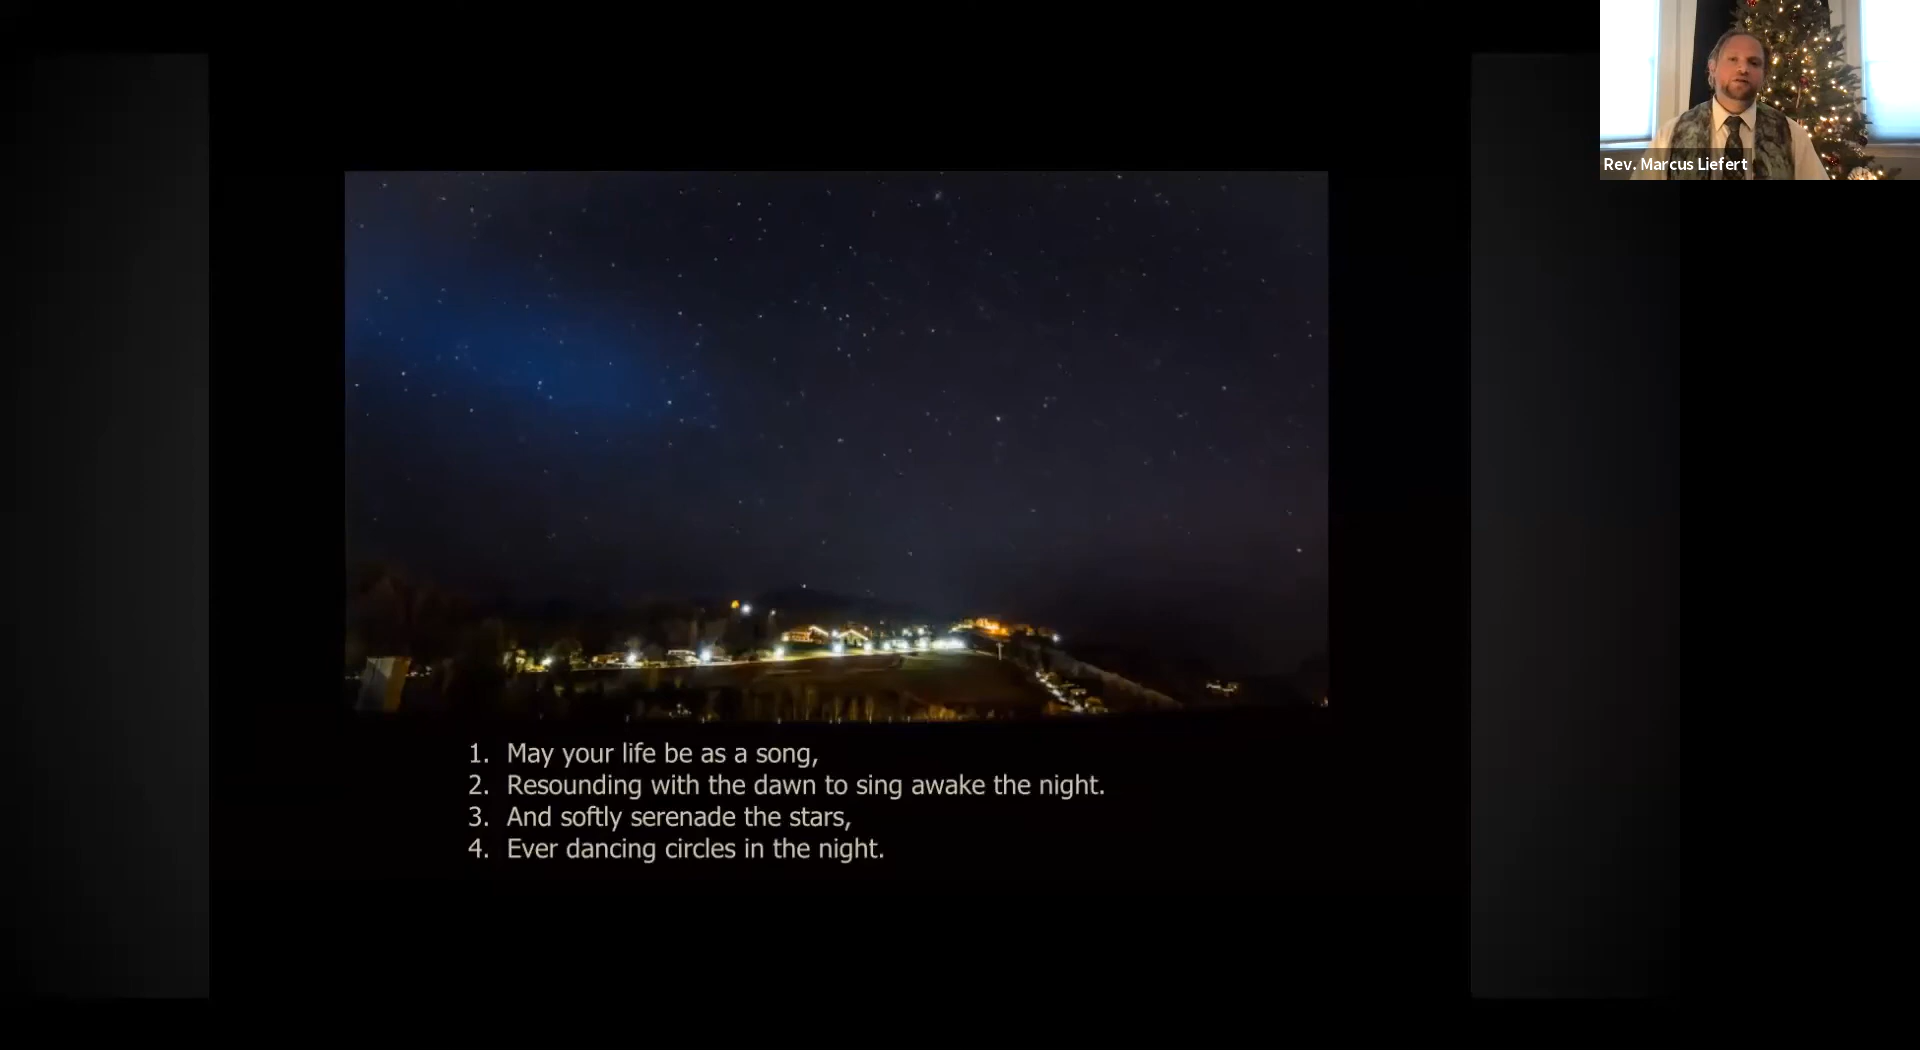 Rev. Marcus Liefert
1. May your life be as a song,
2. Resounding with the dawn to sing awake the night.
3. And softly serenade the stars,
4. Ever dancing circles in the night.